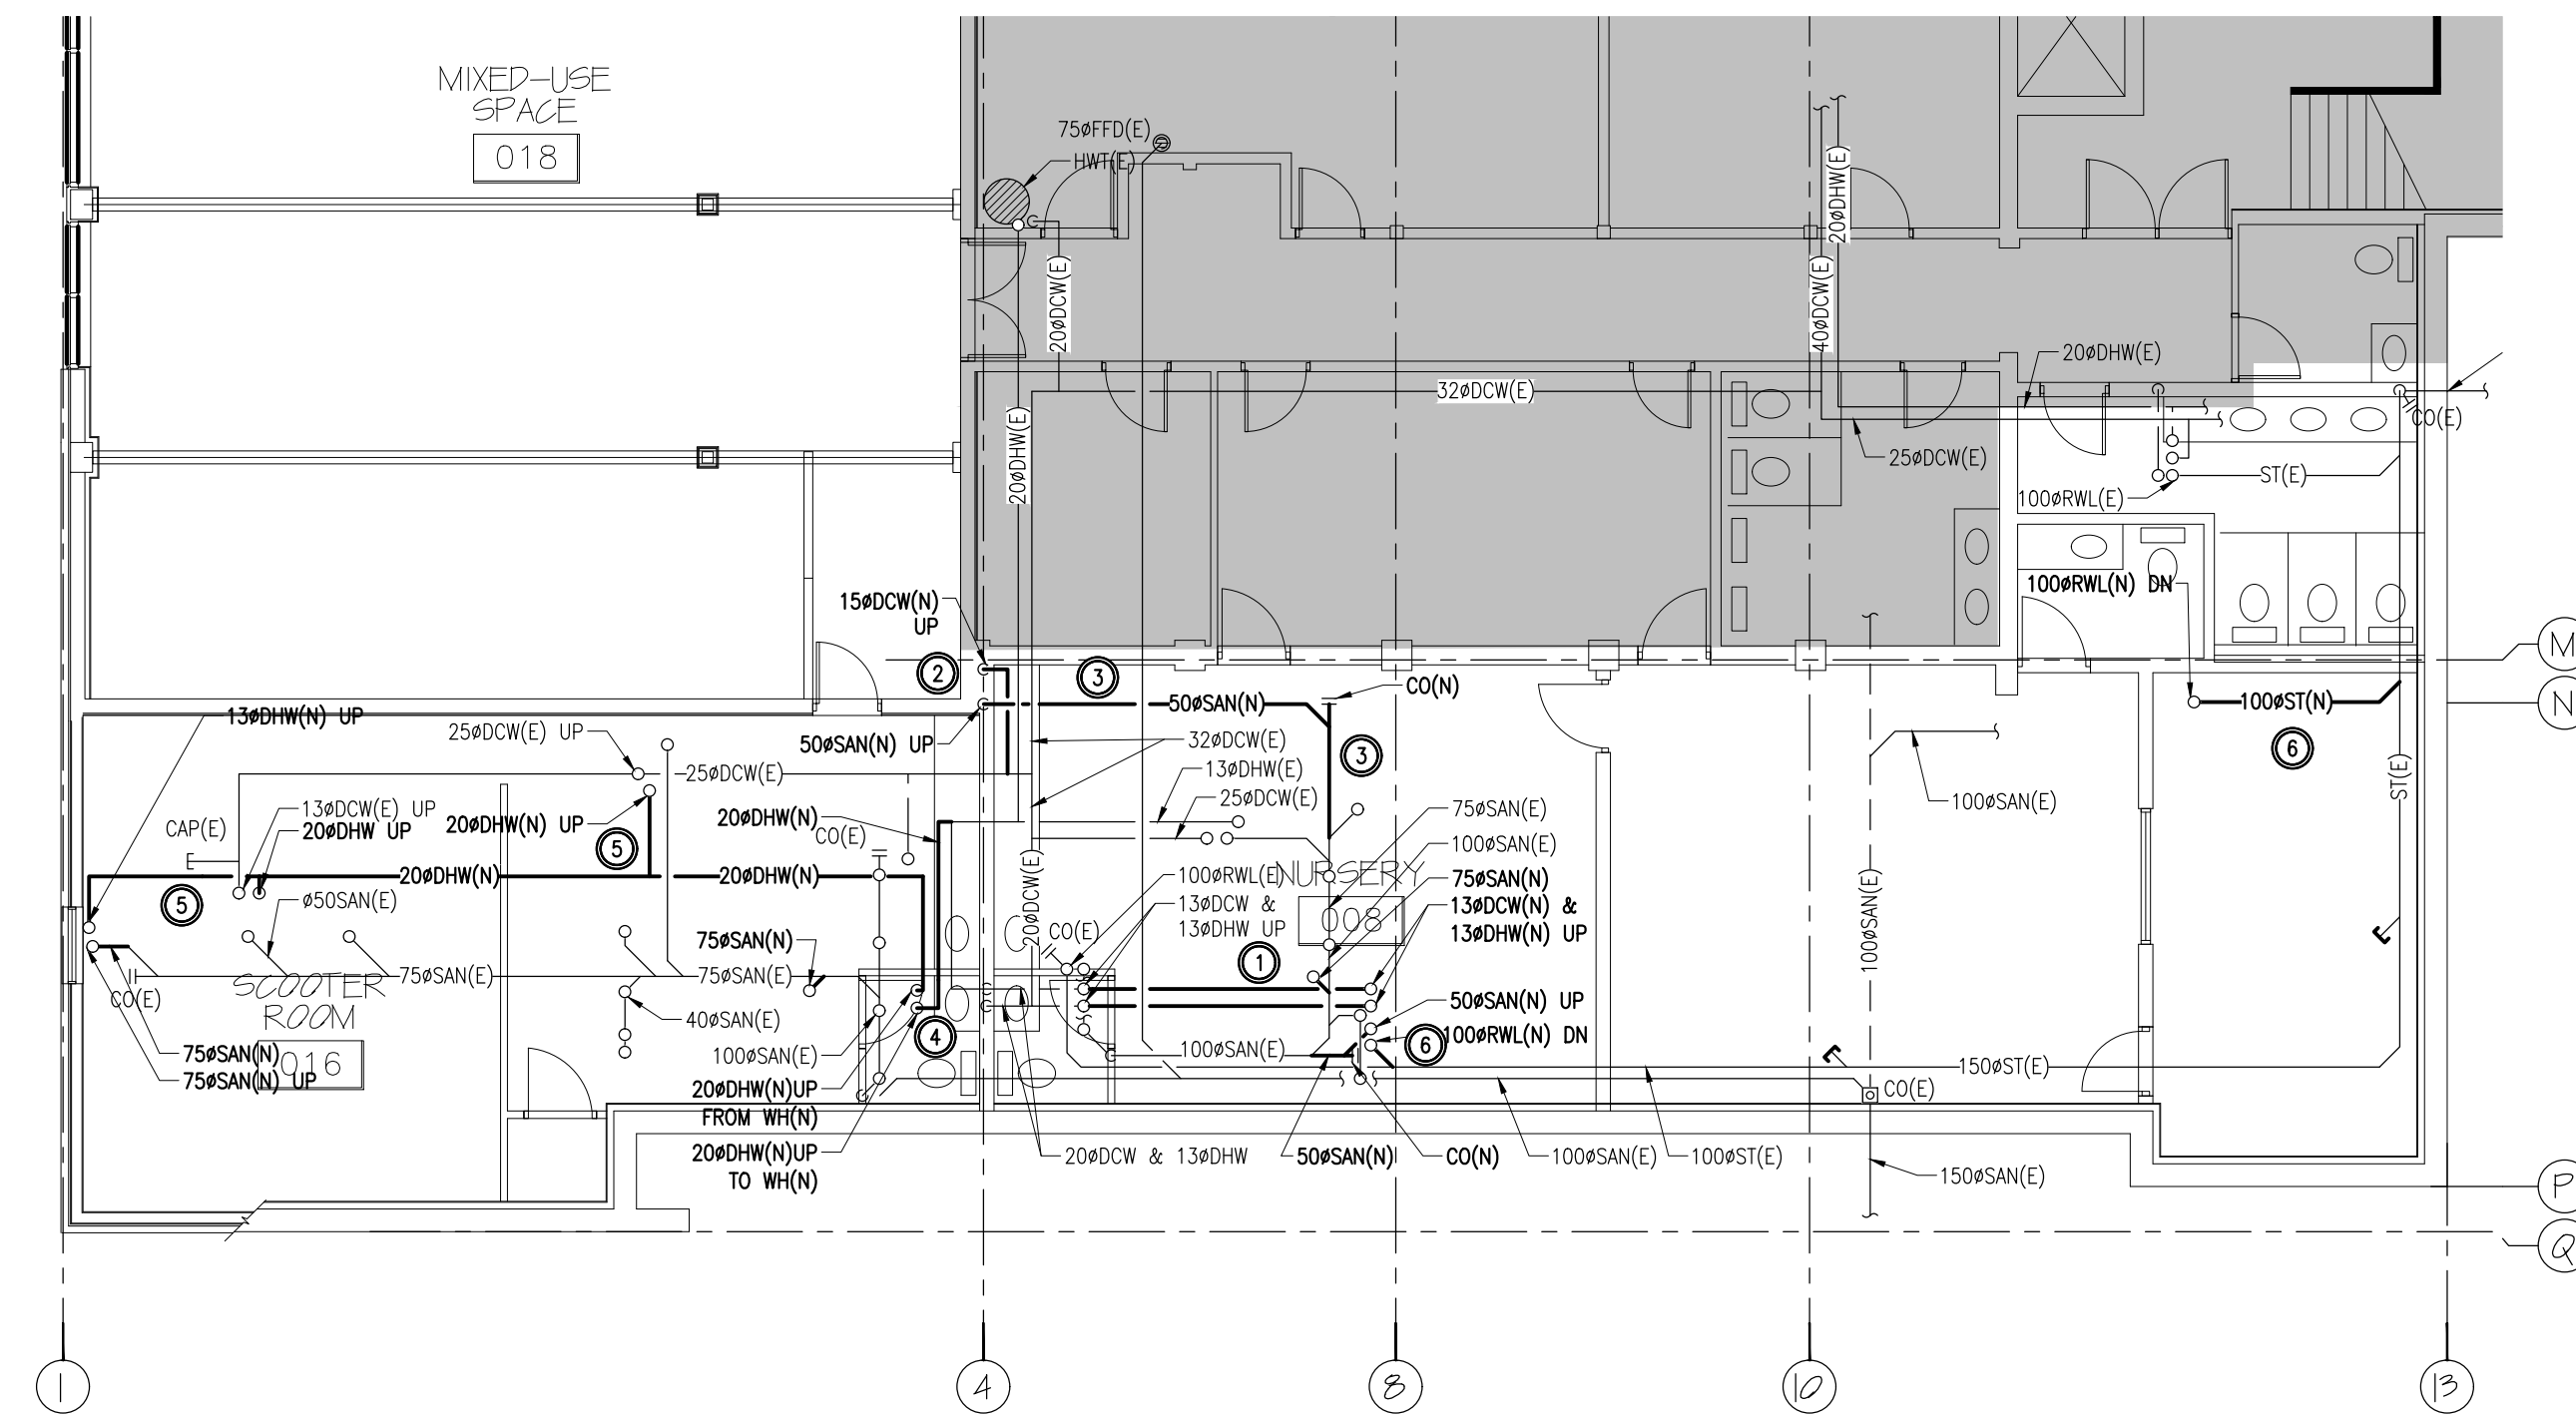 MIXED-USE
SPACE
018
75øFFD(E)
HWT(E)
20øDHW(E)
20øDCW(E)
40øDCW(E)
20øDHW(E)
32øDCW(E)
20øDHW(E)
CO(E)
25øDCW(E)
ST(E)
100øRWL(E)
100øRWL(N) DN
15øDCW(N)
UP
2
3
M
CO(N)
50øSAN(N)
100øST(N)
N
13øDHW(N) UP
25øDCW(E) UP
50øSAN(N) UP
32øDCW(E)
3
6
25øDCW(E)
13øDHW(E)
ST(E)
25øDCW(E)
100øSAN(E)
13øDCW(E) UP
CAP(E)
20øDHW UP
20øDHW(N) UP
20øDHW(N)
CO(E)
75øSAN(E)
5
100øSAN(E)
20øDHW(N)
20øDHW(N)
20øDCW(E)
100øRWL(E)
NURSERY
008
75øSAN(N)
5
ø50SAN(E)
13øDCW &
13øDHW UP
13øDCW(N) &
13øDHW(N) UP
100øSAN(E)
75øSAN(N)
CO(E)
1
75øSAN(E)
75øSAN(E)
CO(E)
SCOOTER
ROOM
016
40øSAN(E)
50øSAN(N) UP
4
6
100øRWL(N) DN
75øSAN(N)
75øSAN(N) UP
100øSAN(E)
100øSAN(E)
150øST(E)
20øDHW(N)UP
FROM WH(N)
CO(E)
20øDHW(N)UP
TO WH(N)
20øDCW & 13øDHW
50øSAN(N)
CO(N)
100øSAN(E)
100øST(E)
150øSAN(E)
P
Q
1
4
8
10
13